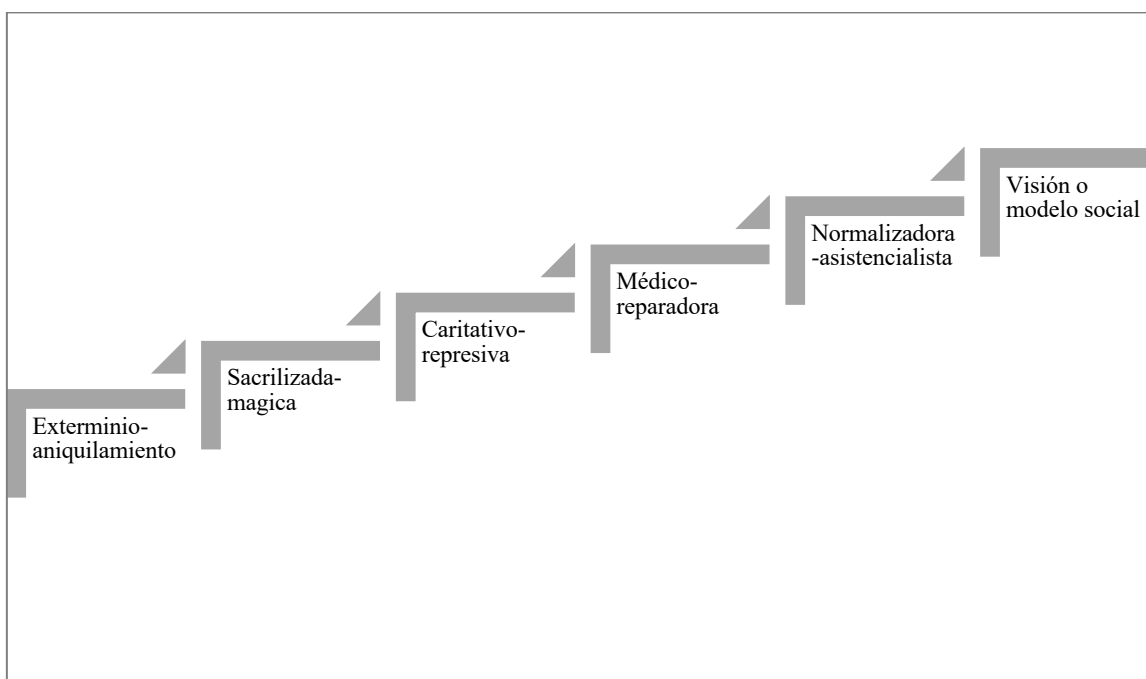 Exterminio-
aniquilamiento
Sacrilizada-
magica
Caritativo-
represiva
Médico-
reparadora
Normalizadora
-asistencialista
Visión o
modelo social